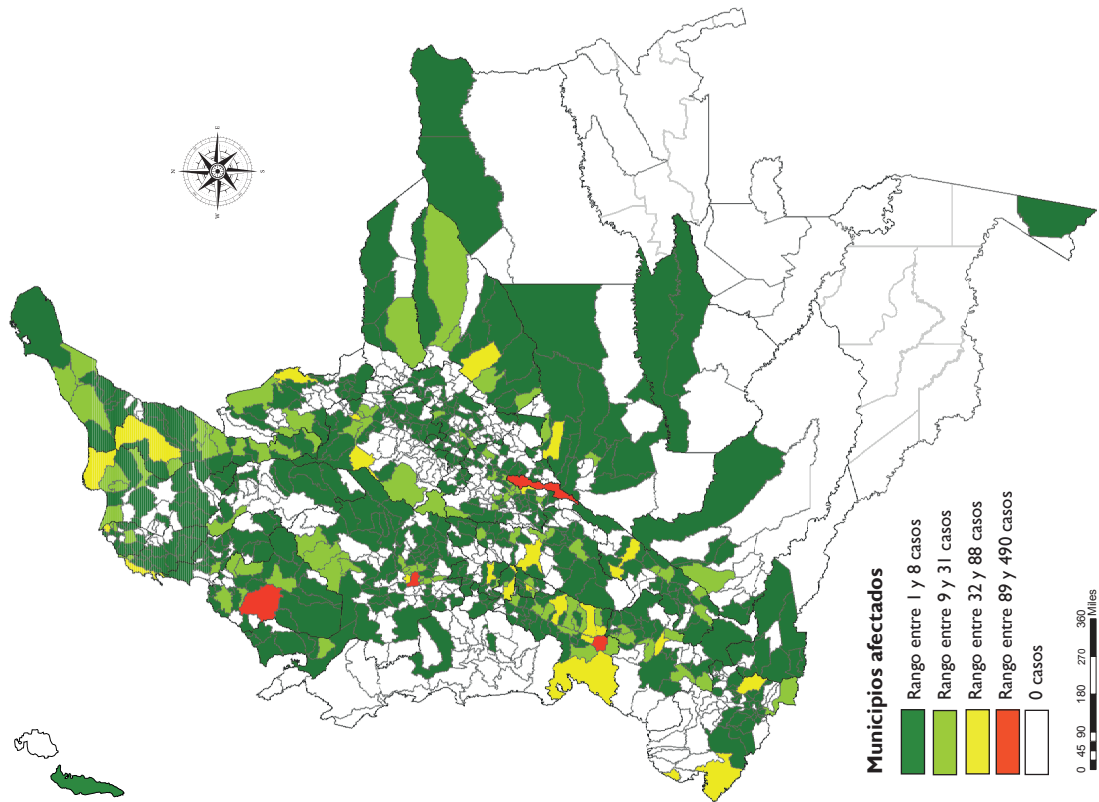 N
E
S
W
Municipios afectados
Rango entre 1 y 8 casos
Rango entre 9 y 31 casos
Rango entre 32 y 88 casos
Rango entre 89 y 490 casos
0 casos
0 45 90 180 270 360
Miles